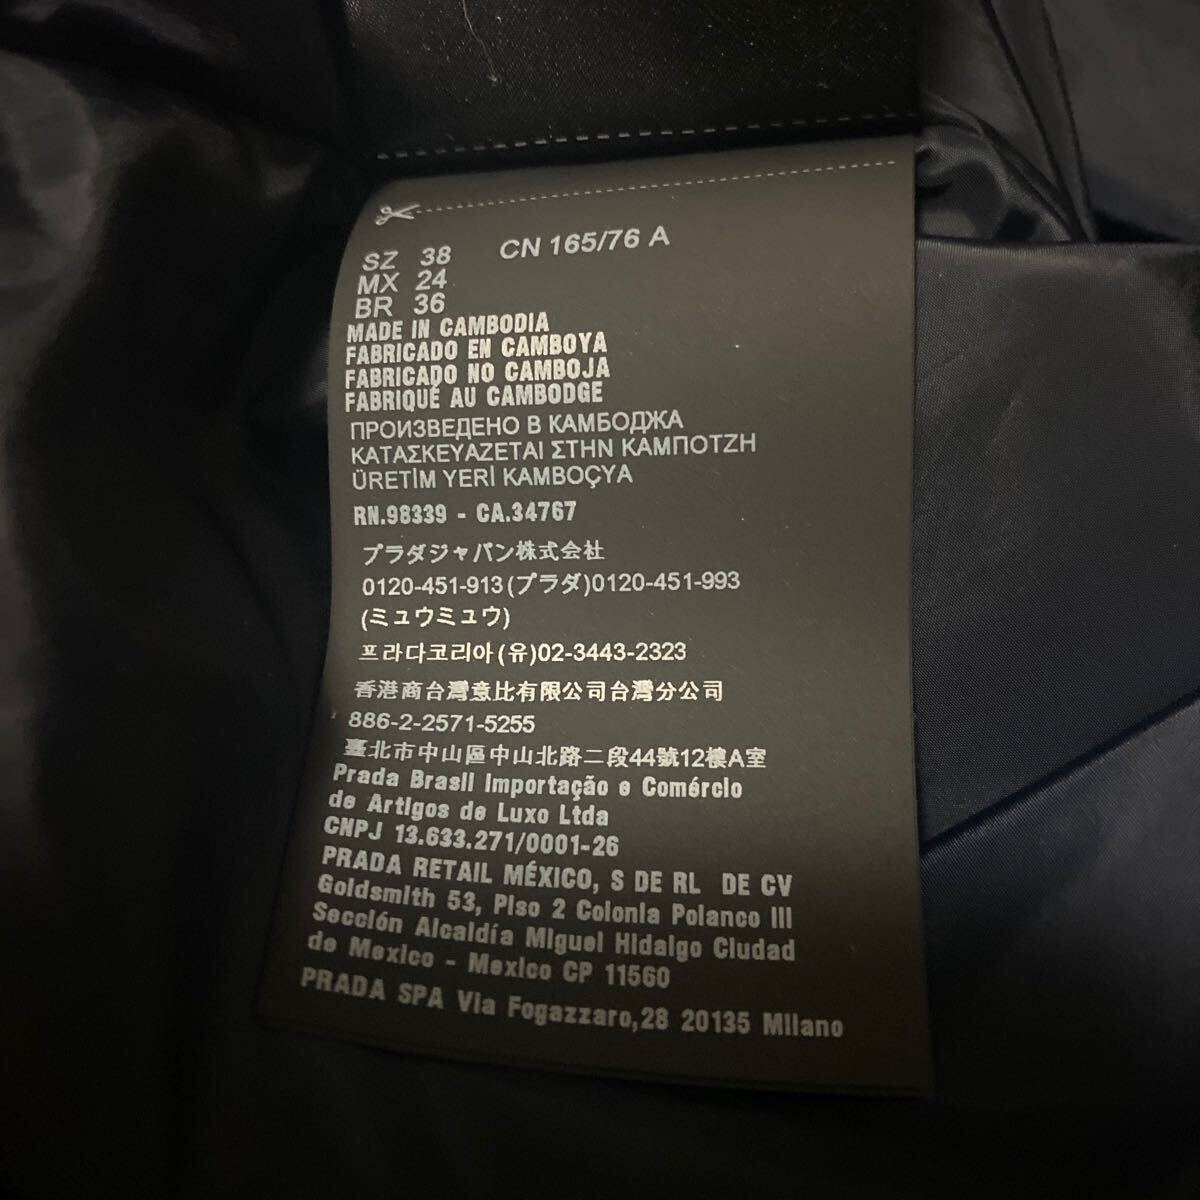 SZ 38 CN 165/76 A
MX 24
BR 36
MADE IN CAMBODIA
FABRICADO EN CAMBOYA
FABRICADO NO CAMBOJA
FABRIQUÉ AU CAMBODGE
ПРОИЗВЕДЕНО В КАМБОДЖА
ΚΑΤΑΣΚΕΥΑΖΕΤΑΙ ΣΤΗΝ ΚΑΜΠΟΤΖΗ
ÜRETİM YERİ KAMBOÇYA
RN.98339 - CA.34767
プラダジャパン株式会社
0120-451-913(プラダ)0120-451-993
(ミュウミュウ)
프라다코리아(유)02-3443-2323
香港商台灣意比有限公司台灣分公司
886-2-2571-5255
臺北市中山區中山北路二段44號12樓A室
Prada Brasil Importação e Comércio
de Artigos de Luxo Ltda
CNPJ 13.633.271/0001-26
PRADA RETAIL MÉXICO, S DE RL DE CV
Goldsmith 53, Piso 2 Colonia Polanco III
Sección Alcaldía Miguel Hidalgo Ciudad
de Mexico - Mexico CP 11560
PRADA SPA Via Fogazzaro,28 20135 Milano